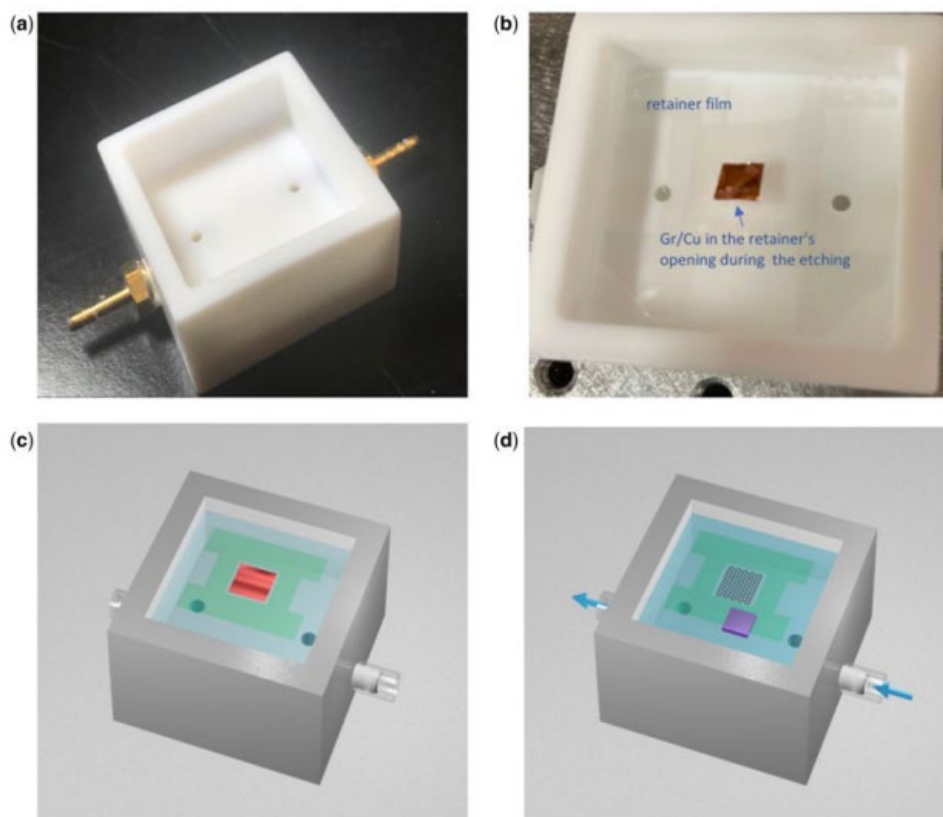 (a)
(b)
retainer film
Gr/Cu in the retainer's
opening during the etching
(c)
(d)